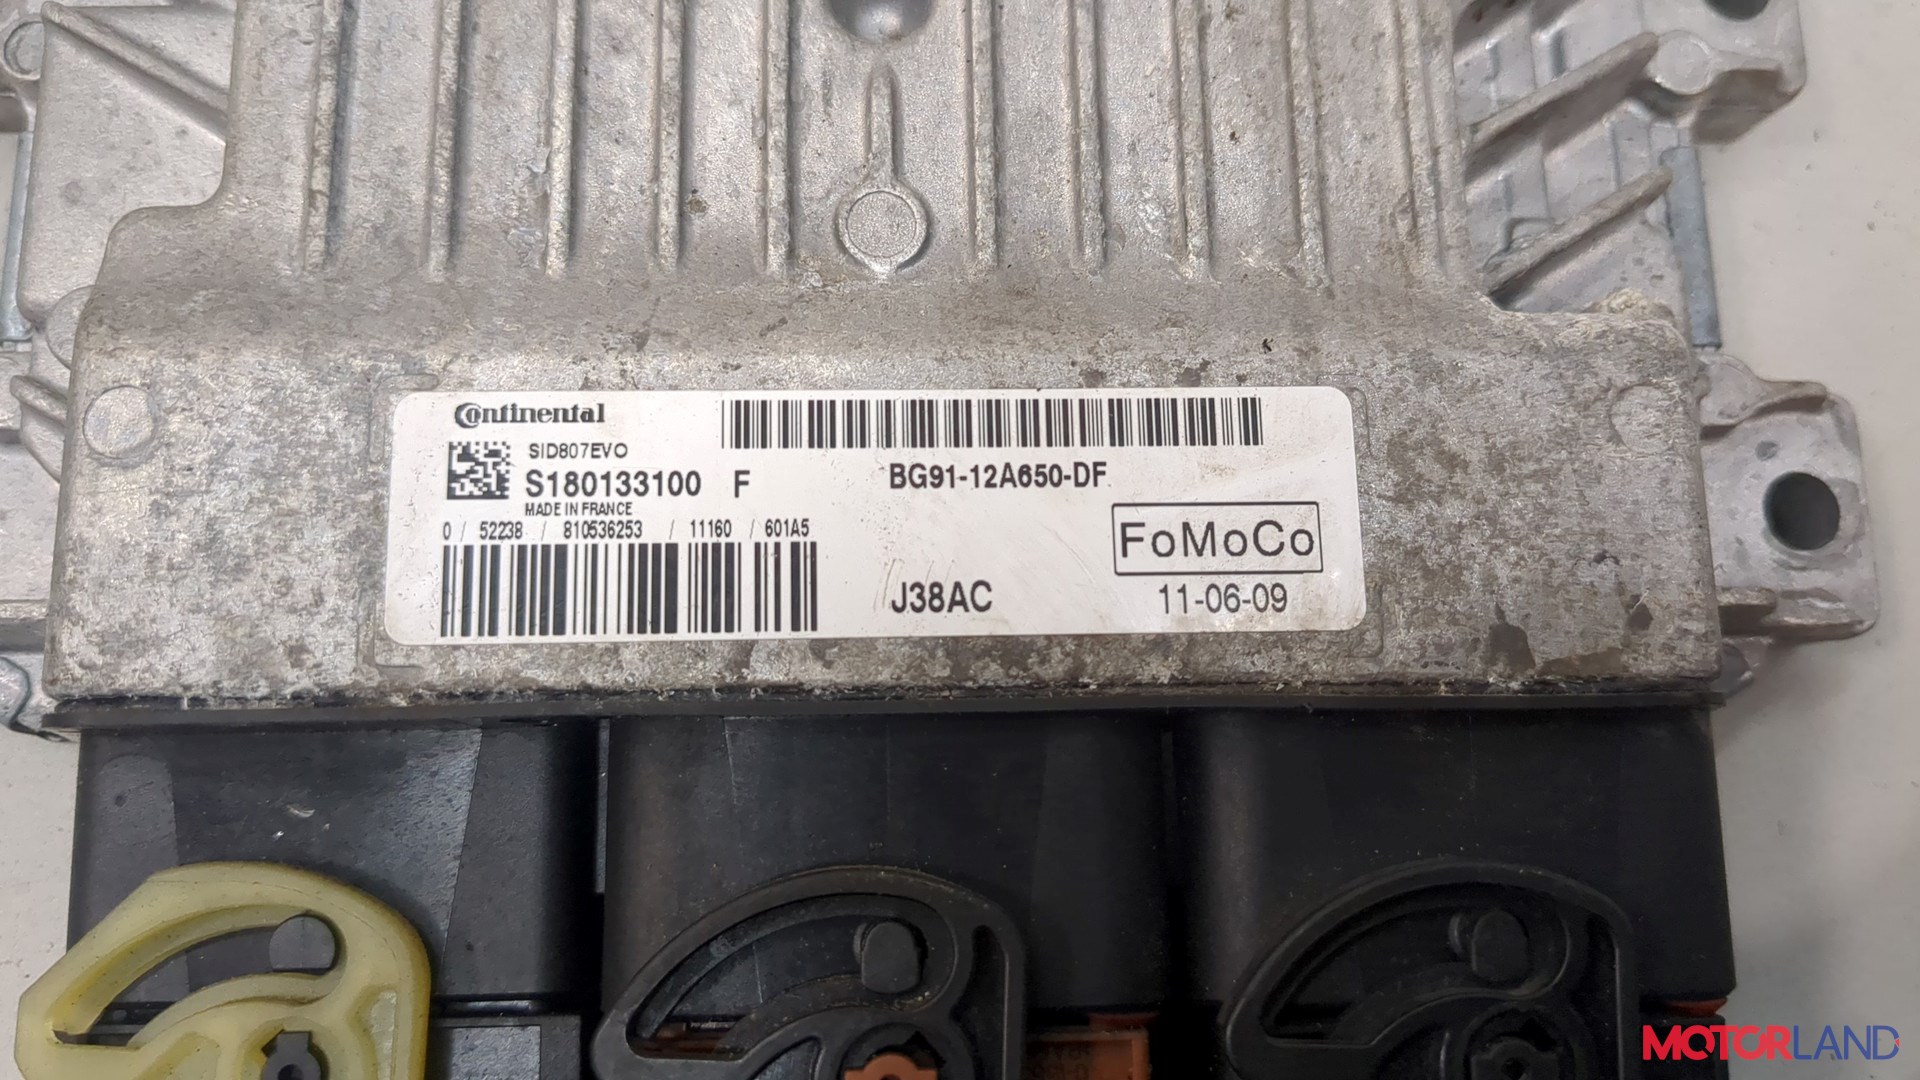 Continental
SID807EVO
S180133100 F
MADE IN FRANCE
0 / 52238 / 810536253 / 11160 / 601A5
BG91-12A650-DF
FoMoCo
J38AC
11-06-09
MOTORLAND